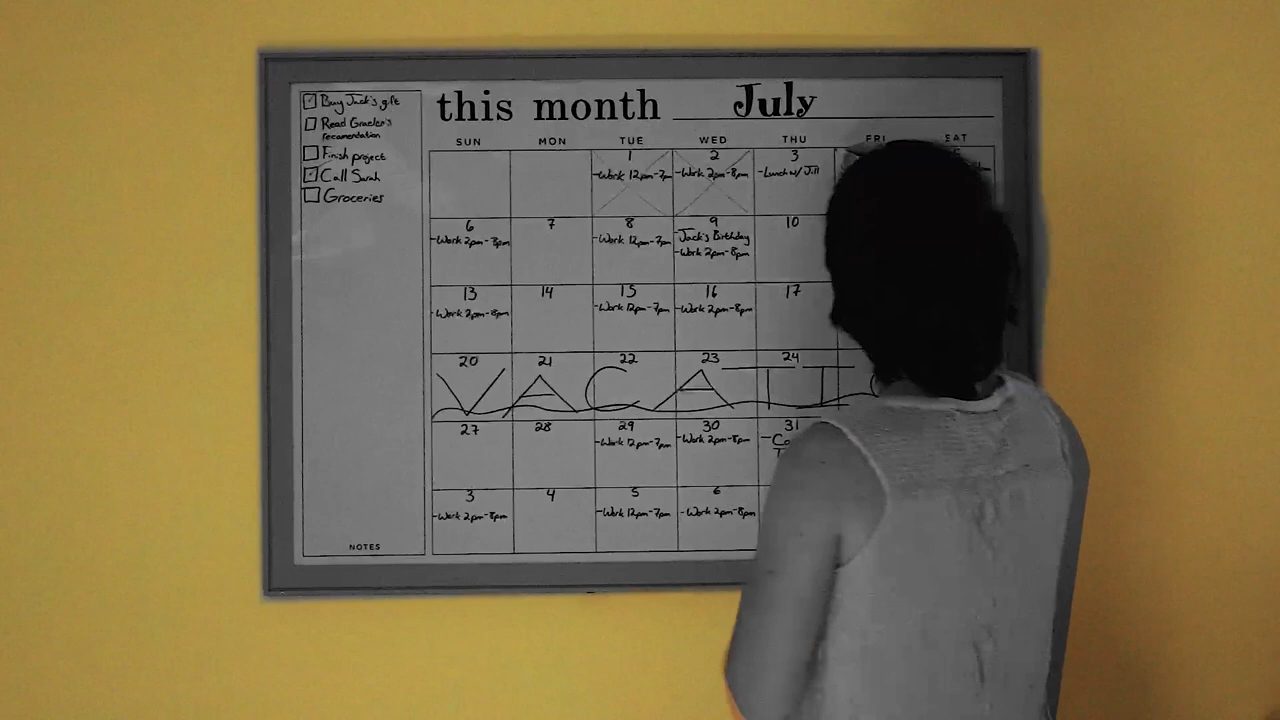 this month July
Buy Jack's gift
Read Graeler's
recomendation
Finish project
Call Sarah
Groceries
NOTES
SUN MON TUE WED THU FRI SAT
1 2 3
-Work 12pm-7pm -Work 2pm-8pm -Lunch w/ Jill
6 7 8 9 10
-Work 2pm-8pm -Work 12pm-7pm -Jack's Birthday
-Work 2pm-8pm
13 14 15 16 17
-Work 2pm-8pm -Work 12pm-7pm -Work 2pm-8pm
20 21 22 23 24
VACATI
27 28 29 30 31
-Work 12pm-7pm -Work 2pm-8pm
3 4 5 6
-Work 2pm-8pm -Work 12pm-7pm -Work 2pm-8pm